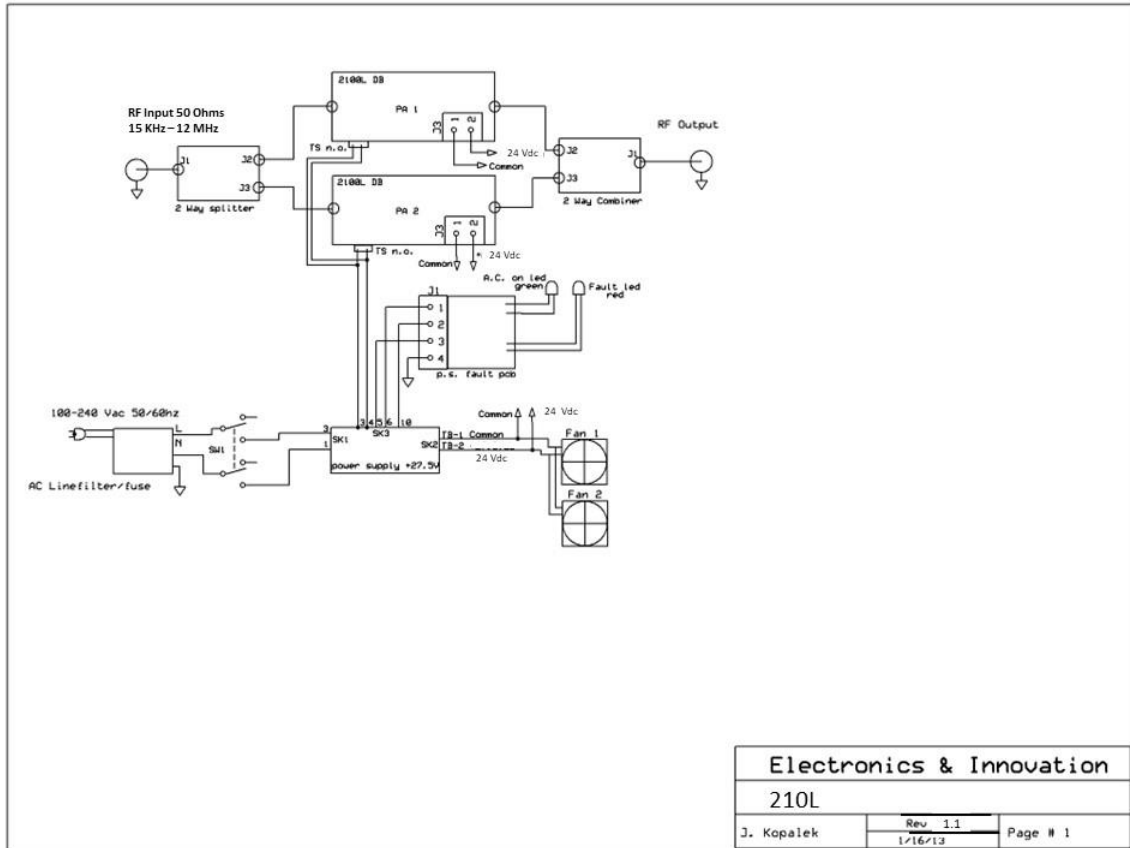 2100L DB
PA 1
J3
1 2
TS n.o.
24 Vdc
Common
RF Input 50 Ohms
15 KHz – 12 MHz
J1
J2
J3
2 Way splitter
RF Output
J2
J1
J3
2 Way Combiner
2100L DB
PA 2
J3
1 2
TS n.o.
24 Vdc
Common
A.C. on led
green
Fault led
red
J1
1
2
3
4
p.s. fault pcb
100-240 Vac 50/60hz
L
N
SW1
AC Linefilter/fuse
3
1
SK1
3 4 5 6 10
SK3
SK2
power supply +27.5V
TB-1 Common
TB-2
24 Vdc
Common
24 Vdc
Fan 1
Fan 2
Electronics & Innovation
210L
J. Kopalek
Rev 1.1
1/16/13
Page # 1